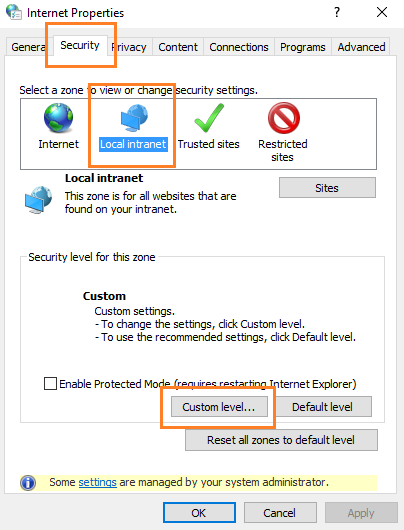 Internet Properties
?
General Security Privacy Content Connections Programs Advanced
Select a zone to view or change security settings.
Internet Local intranet Trusted sites Restricted
sites
Local intranet
Sites
This zone is for all websites that are
found on your intranet.
Security level for this zone
Custom
Custom settings.
- To change the settings, click Custom level.
- To use the recommended settings, click Default level.
Enable Protected Mode (requires restarting Internet Explorer)
Custom level... Default level
Reset all zones to default level
Some settings are managed by your system administrator.
OK Cancel Apply